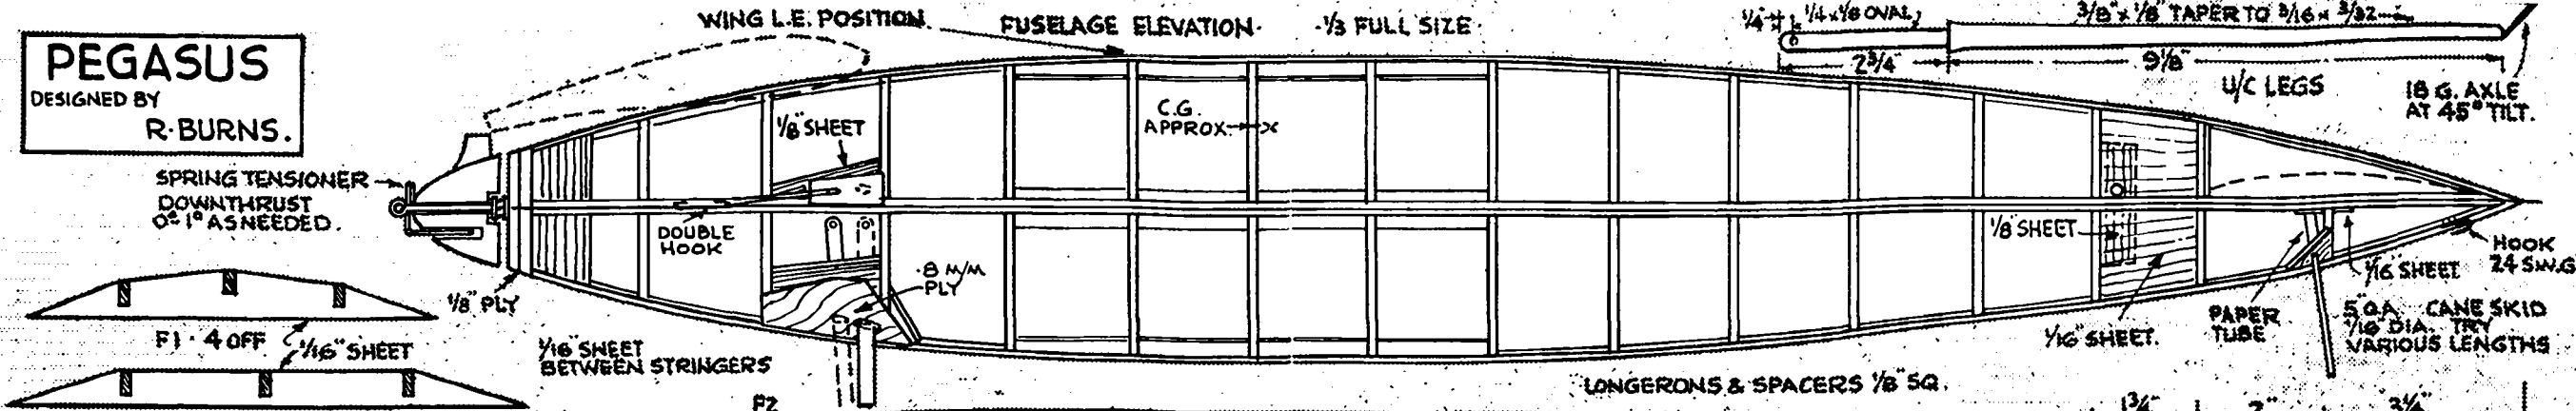 PEGASUS
DESIGNED BY
R. BURNS.
WING L.E. POSITION.
FUSELAGE ELEVATION. 1/3 FULL SIZE
1/4"
1/4 x 1/8 OVAL
3/8" x 1/8" TAPER TO 3/16 x 3/32
2 3/4"
9 1/8"
U/C LEGS
18 G. AXLE
AT 45° TILT.
SPRING TENSIONER
DOWNTHRUST
0°-1° AS NEEDED.
1/8" SHEET
C.G.
APPROX.
DOUBLE
HOOK
.8 M/M
PLY
1/8" PLY
1/8" SHEET
1/16" SHEET.
PAPER
TUBE
1/16 SHEET
HOOK
24 S.W.G
5" O.A. CANE SKID
1/16 DIA. TRY
VARIOUS LENGTHS
F1 · 4 OFF
1/16" SHEET
1/16" SHEET
BETWEEN STRINGERS
F2
LONGERONS & SPACERS 1/8" SQ.
1 3/4"
2"
3 1/4"